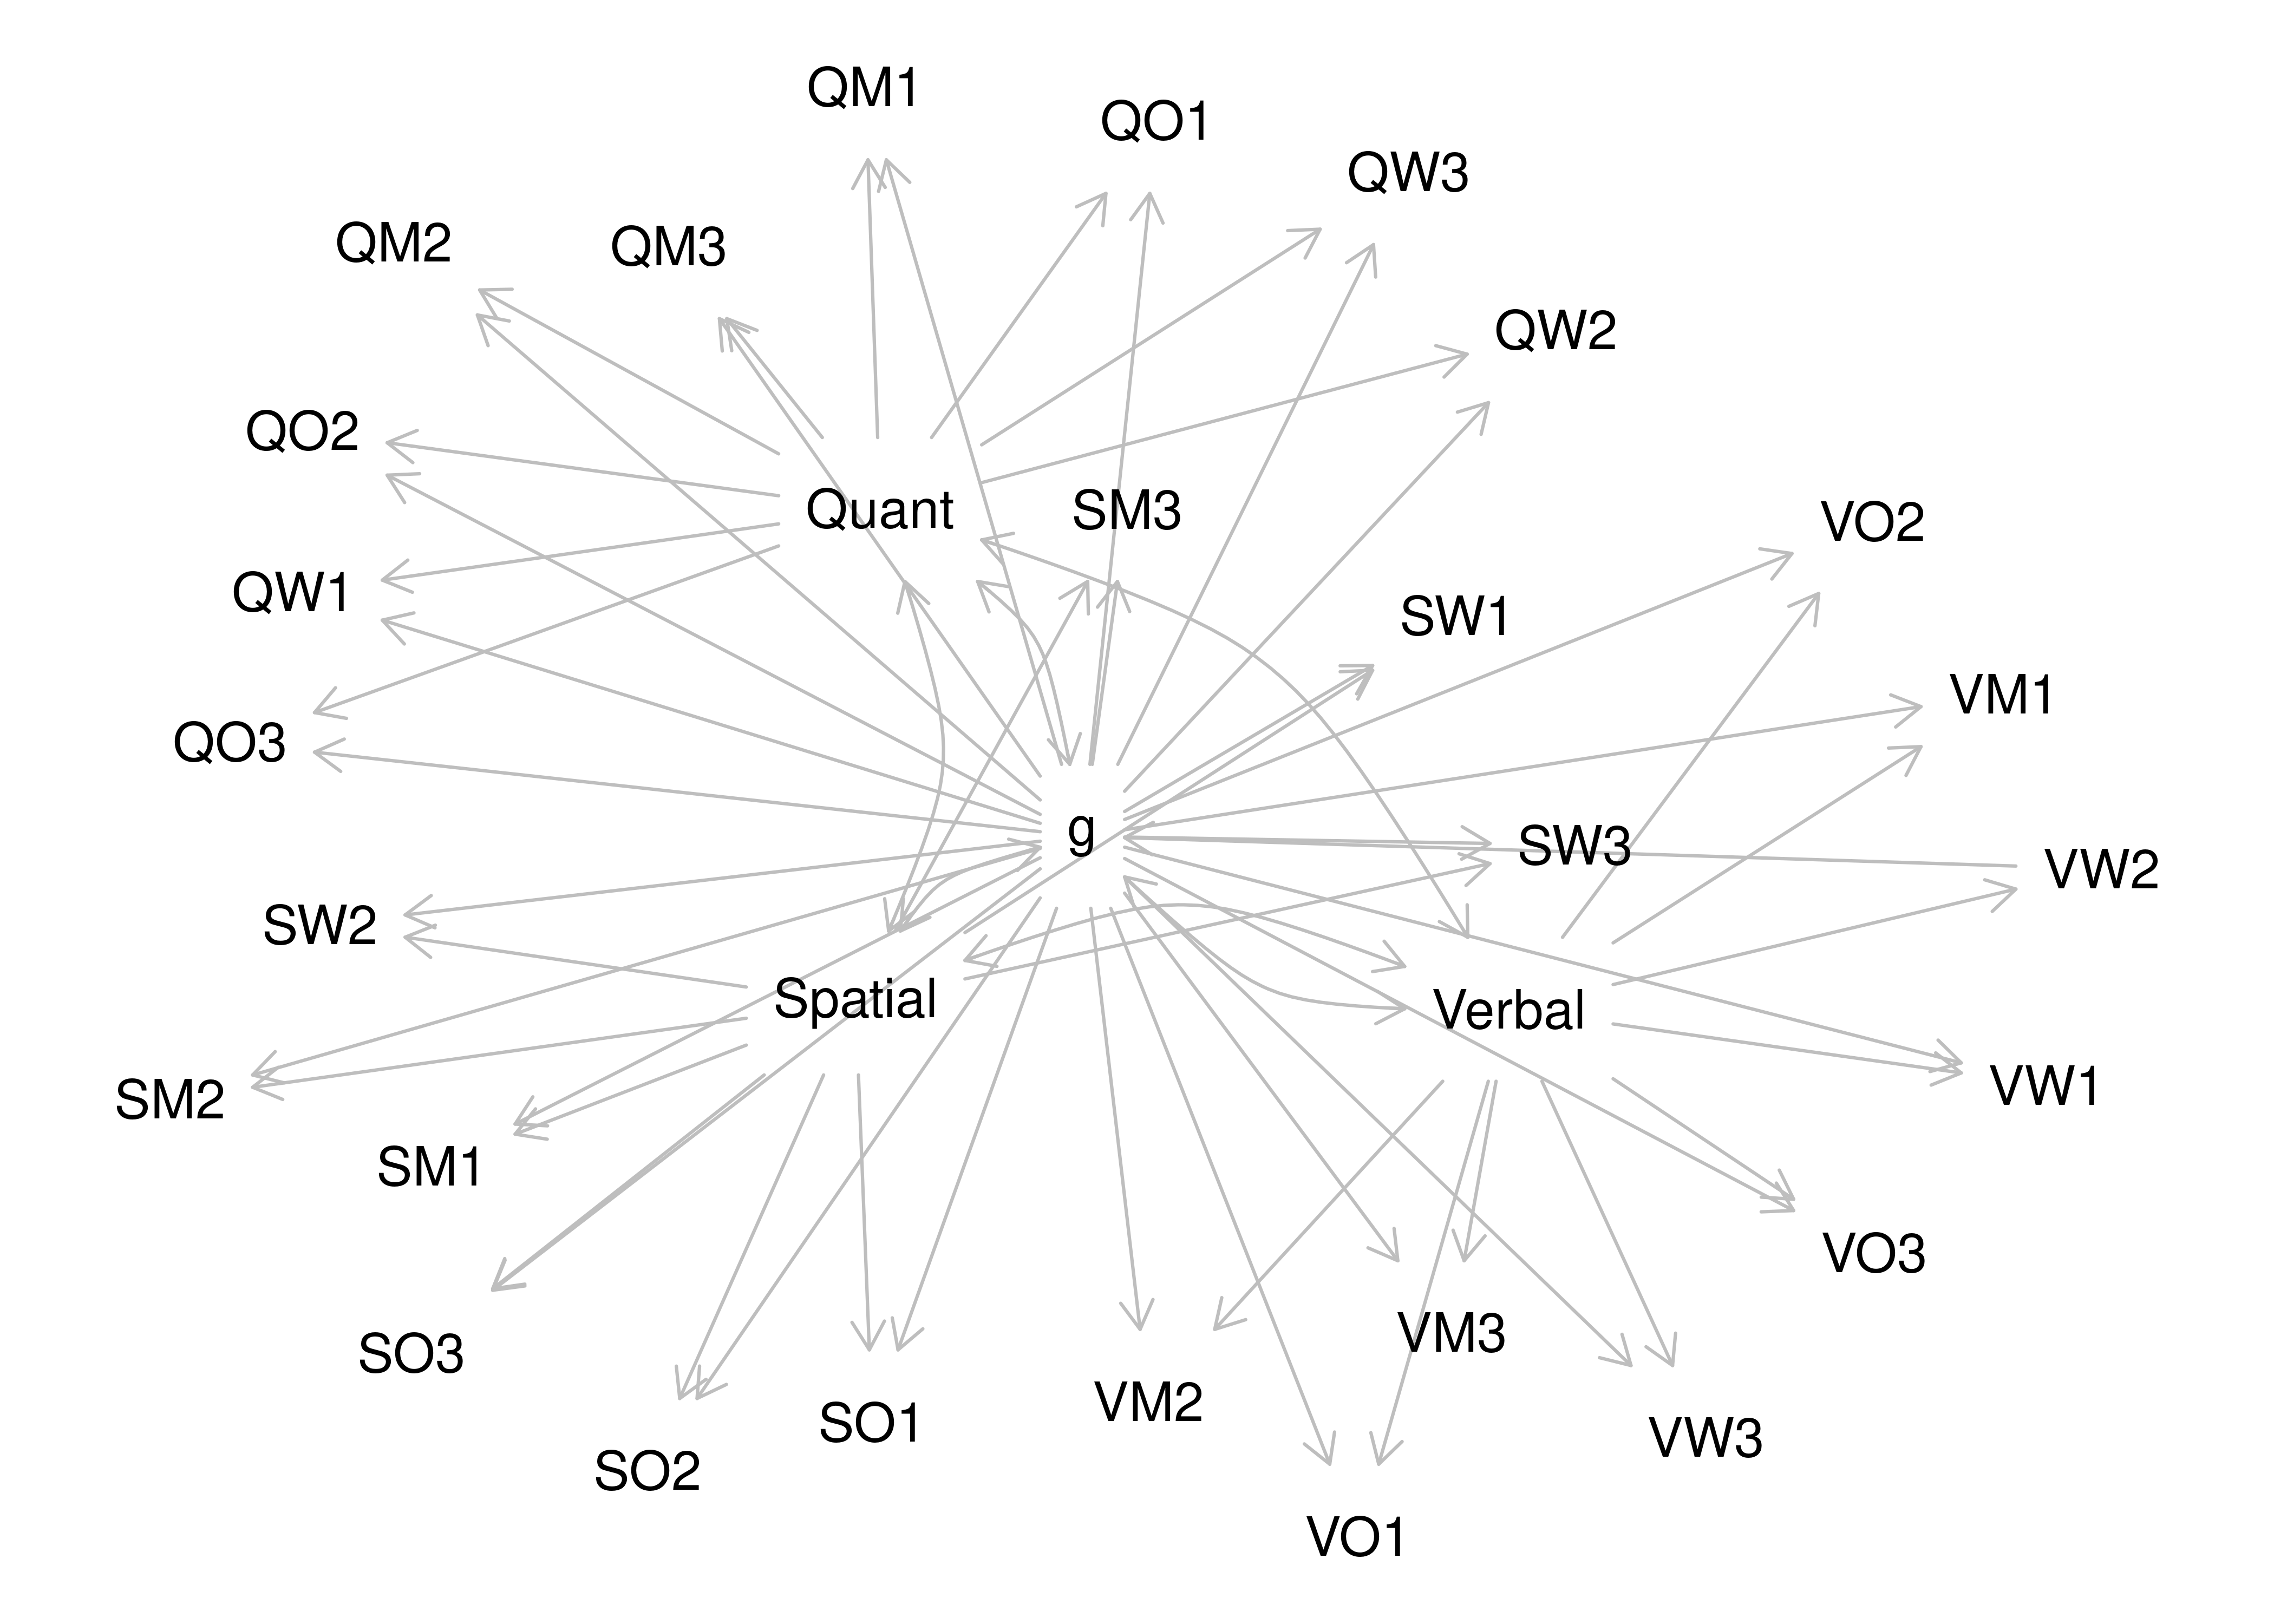 QM1
QO1
QW3
QM2
QM3
QW2
QO2
Quant
SM3
VO2
QW1
SW1
VM1
QO3
g
SW3
VW2
SW2
Spatial
Verbal
SM2
VW1
SM1
VO3
SO3
VM3
VM2
SO1
VW3
SO2
VO1